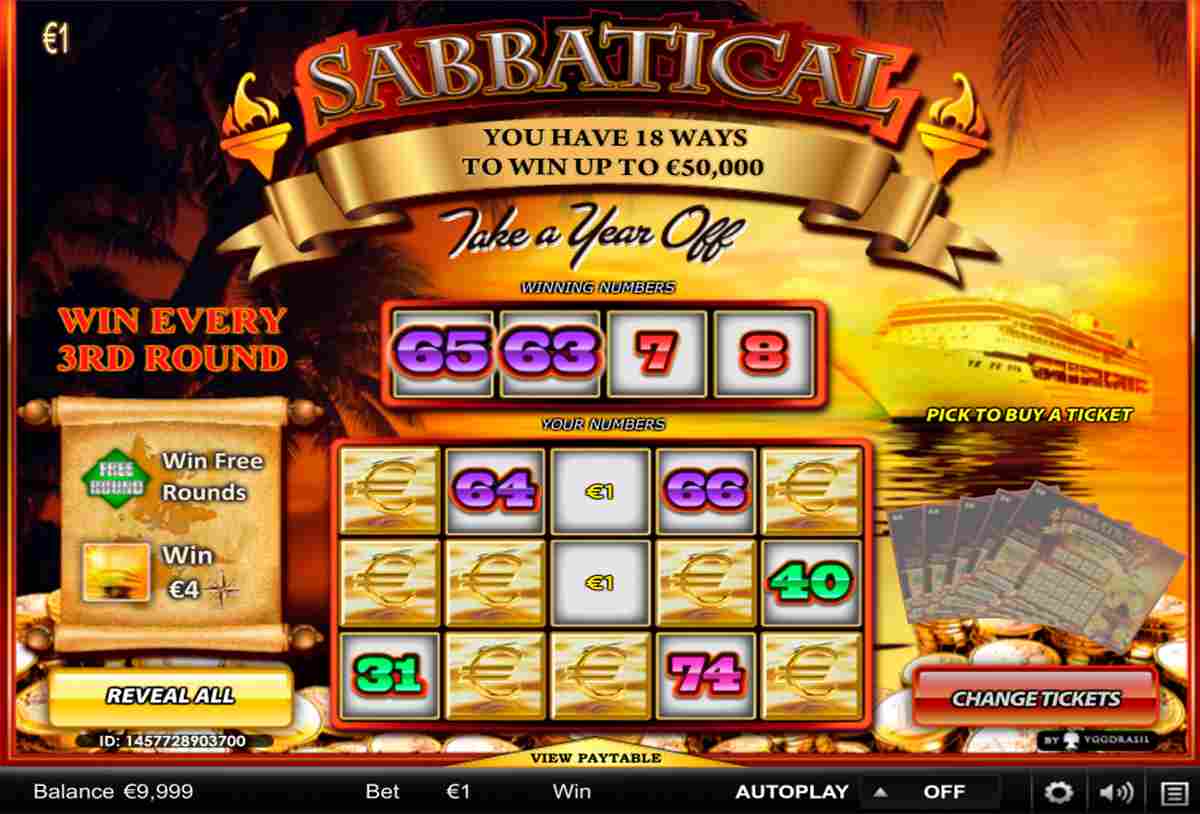 €1
SABBATICAL
YOU HAVE 18 WAYS
TO WIN UP TO €50,000
Take a Year Off
WINNING NUMBERS
65 63 7 8
WIN EVERY
3RD ROUND
FREE
ROUND
Win Free
Rounds
Win
€4
YOUR NUMBERS
€ 64 €1 66 €
€ € €1 € 40
31 € € 74 €
PICK TO BUY A TICKET
REVEAL ALL
CHANGE TICKETS
ID: 1457728903700
BY YGGDRASIL
VIEW PAYTABLE
Balance €9,999 Bet €1 Win AUTOPLAY OFF